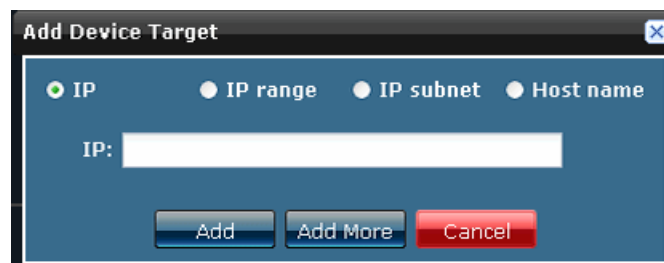 Add Device Target
IP IP range IP subnet Host name
IP:
Add Add More Cancel